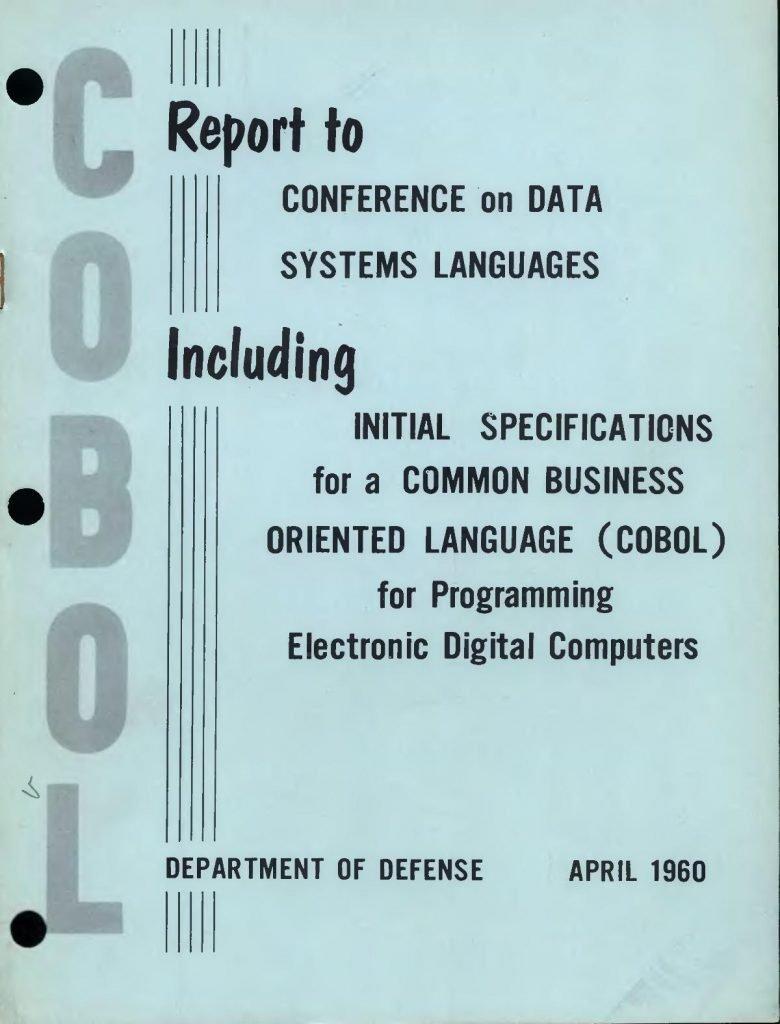 COBOL
Report to
CONFERENCE on DATA
SYSTEMS LANGUAGES
Including
INITIAL SPECIFICATIONS
for a COMMON BUSINESS
ORIENTED LANGUAGE (COBOL)
for Programming
Electronic Digital Computers
DEPARTMENT OF DEFENSE APRIL 1960